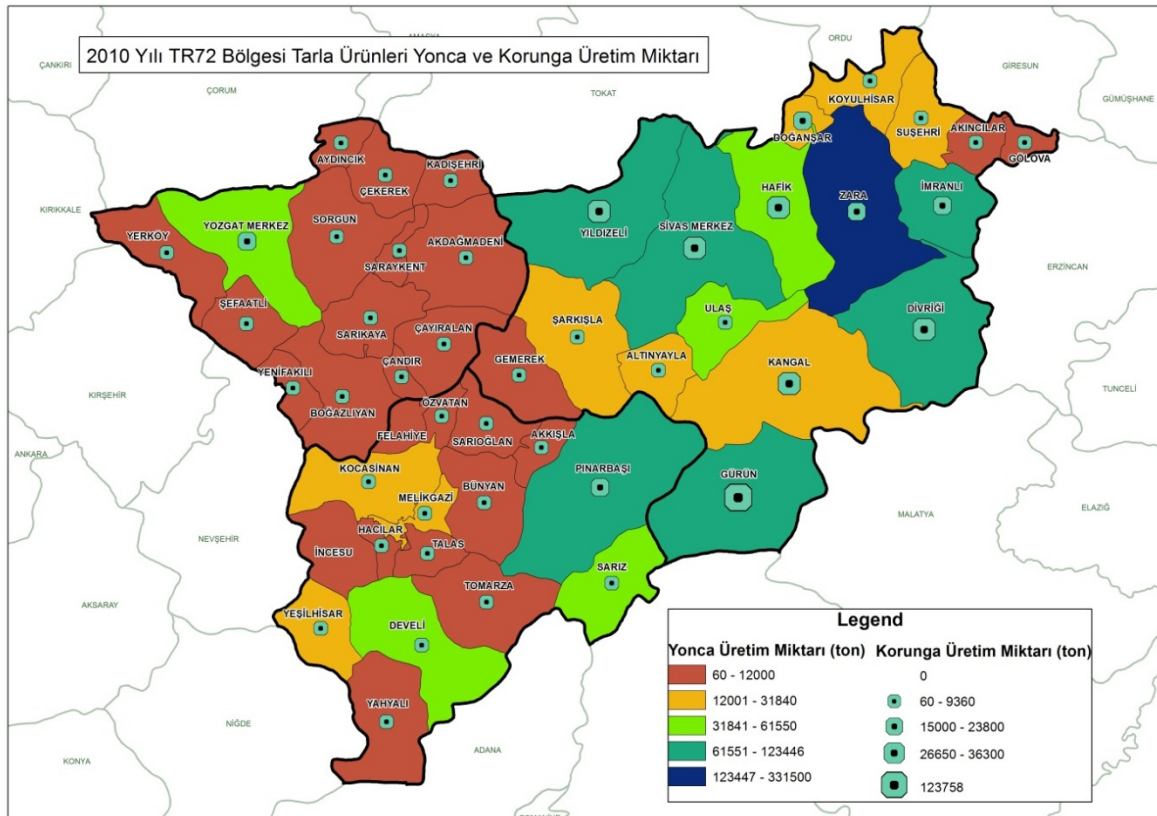 2010 Yılı TR72 Bölgesi Tarla Ürünleri Yonca ve Korunga Üretim Miktarı
AMASYA
ORDU
ÇANKIRI
ÇORUM
TOKAT
GİRESUN
GÜMÜŞHANE
KOYULHİSAR
DOĞANŞAR
SUŞEHRİ
AKINCILAR
GÖLOVA
AYDINCIK
ÇEKEREK
KADIŞEHRİ
KIRIKKALE
YERKÖY
YOZGAT MERKEZ
SORGUN
SARAYKENT
AKDAĞMADENİ
YILDIZELİ
SİVAS MERKEZ
HAFİK
ZARA
İMRANLI
ERZİNCAN
ŞEFAATLİ
SARIKAYA
ÇAYIRALAN
ŞARKIŞLA
ULAŞ
DİVRİĞİ
YENİFAKILI
ÇANDIR
GEMEREK
ALTINYAYLA
KANGAL
TUNCELİ
KIRŞEHİR
BOĞAZLIYAN
ÖZVATAN
FELAHİYE
SARIOĞLAN
AKKIŞLA
ANKARA
KOCASİNAN
MELİKGAZİ
BÜNYAN
PINARBAŞI
GÜRÜN
MALATYA
ELAZIĞ
NEVŞEHİR
HACILAR
İNCESU
TALAS
TOMARZA
SARIZ
AKSARAY
YEŞİLHİSAR
DEVELİ
YAHYALI
NİĞDE
ADANA
KONYA
Legend
Yonca Üretim Miktarı (ton) Korunga Üretim Miktarı (ton)
60 - 12000 0
12001 - 31840 60 - 9360
31841 - 61550 15000 - 23800
61551 - 123446 26650 - 36300
123447 - 331500 123758